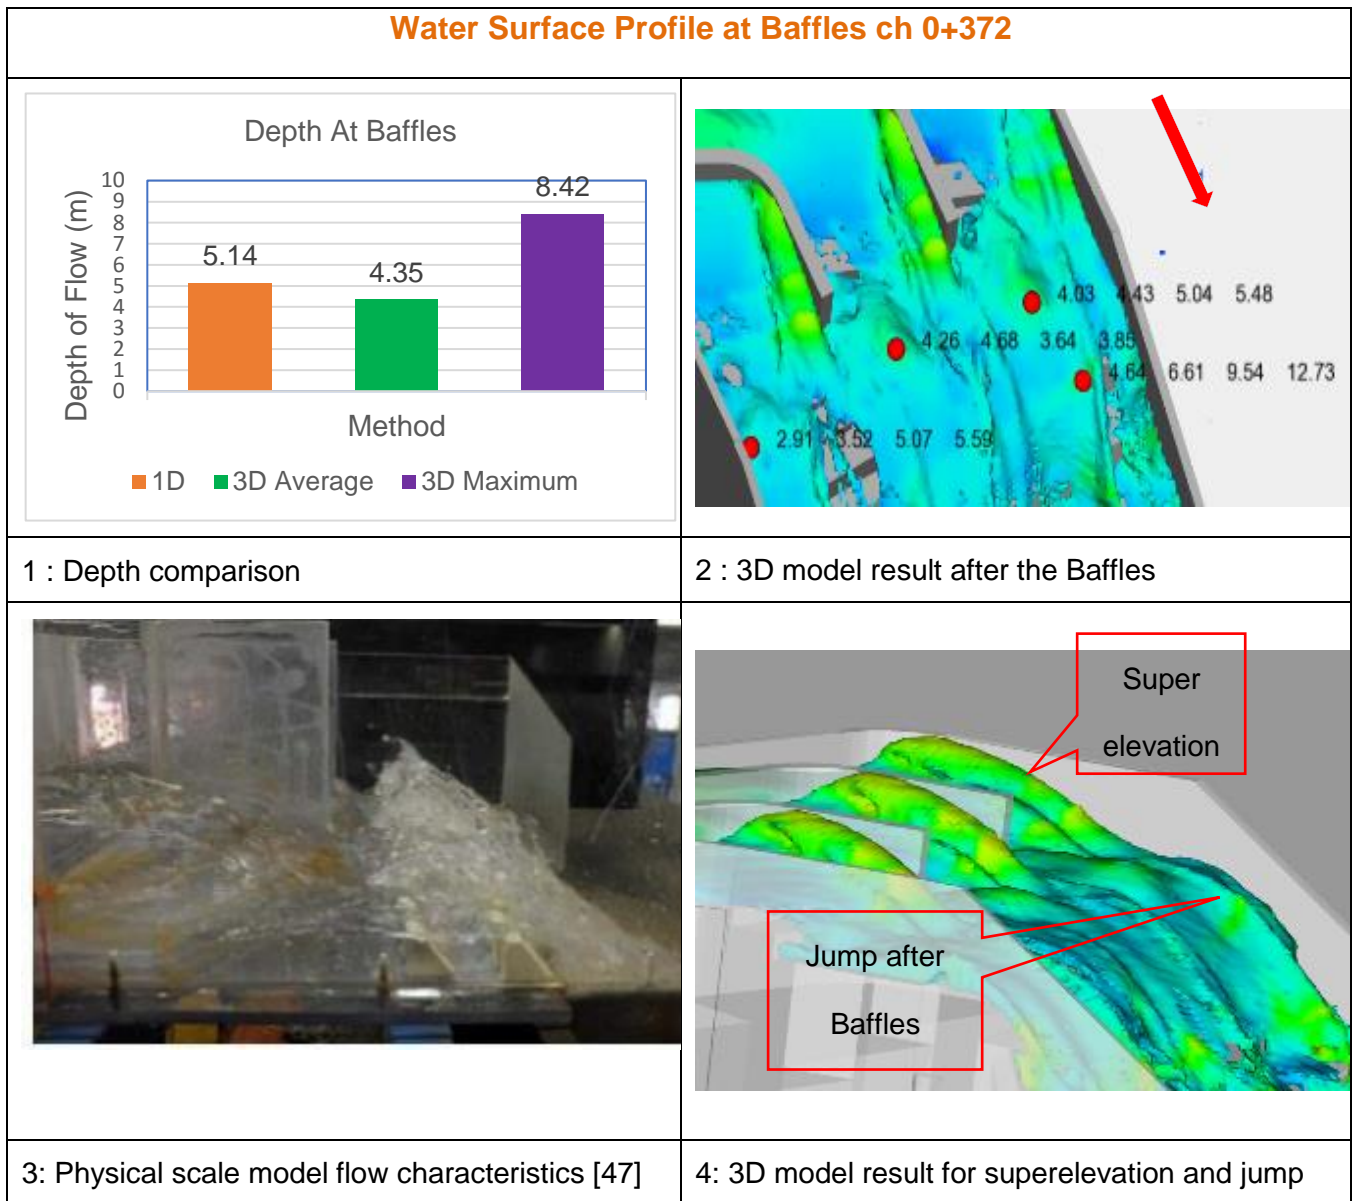 Water Surface Profile at Baffles ch 0+372
Depth At Baffles
Depth of Flow (m)
10
9
8
7
6
5
4
3
2
1
0
5.14
4.35
8.42
Method
1D 3D Average 3D Maximum
4.03 4.43 5.04 5.48
4.26 4.68 3.64 3.85
4.64 6.61 9.54 12.73
2.91 3.52 5.07 5.59
1 : Depth comparison
2 : 3D model result after the Baffles
Super
elevation
Jump after
Baffles
3: Physical scale model flow characteristics [47]
4: 3D model result for superelevation and jump